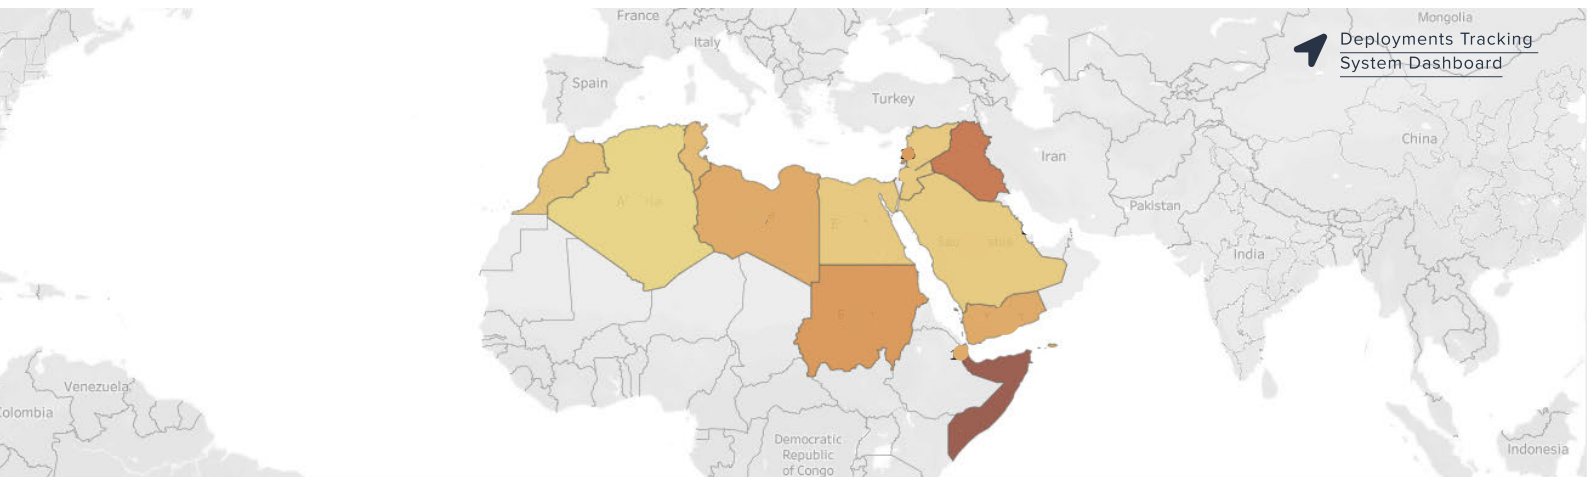 France
Mongolia
Deployments Tracking
System Dashboard
Italy
Spain
Turkey
China
Iran
Pakistan
India
Venezuela
Colombia
Democratic
Republic
of Congo
Indonesia